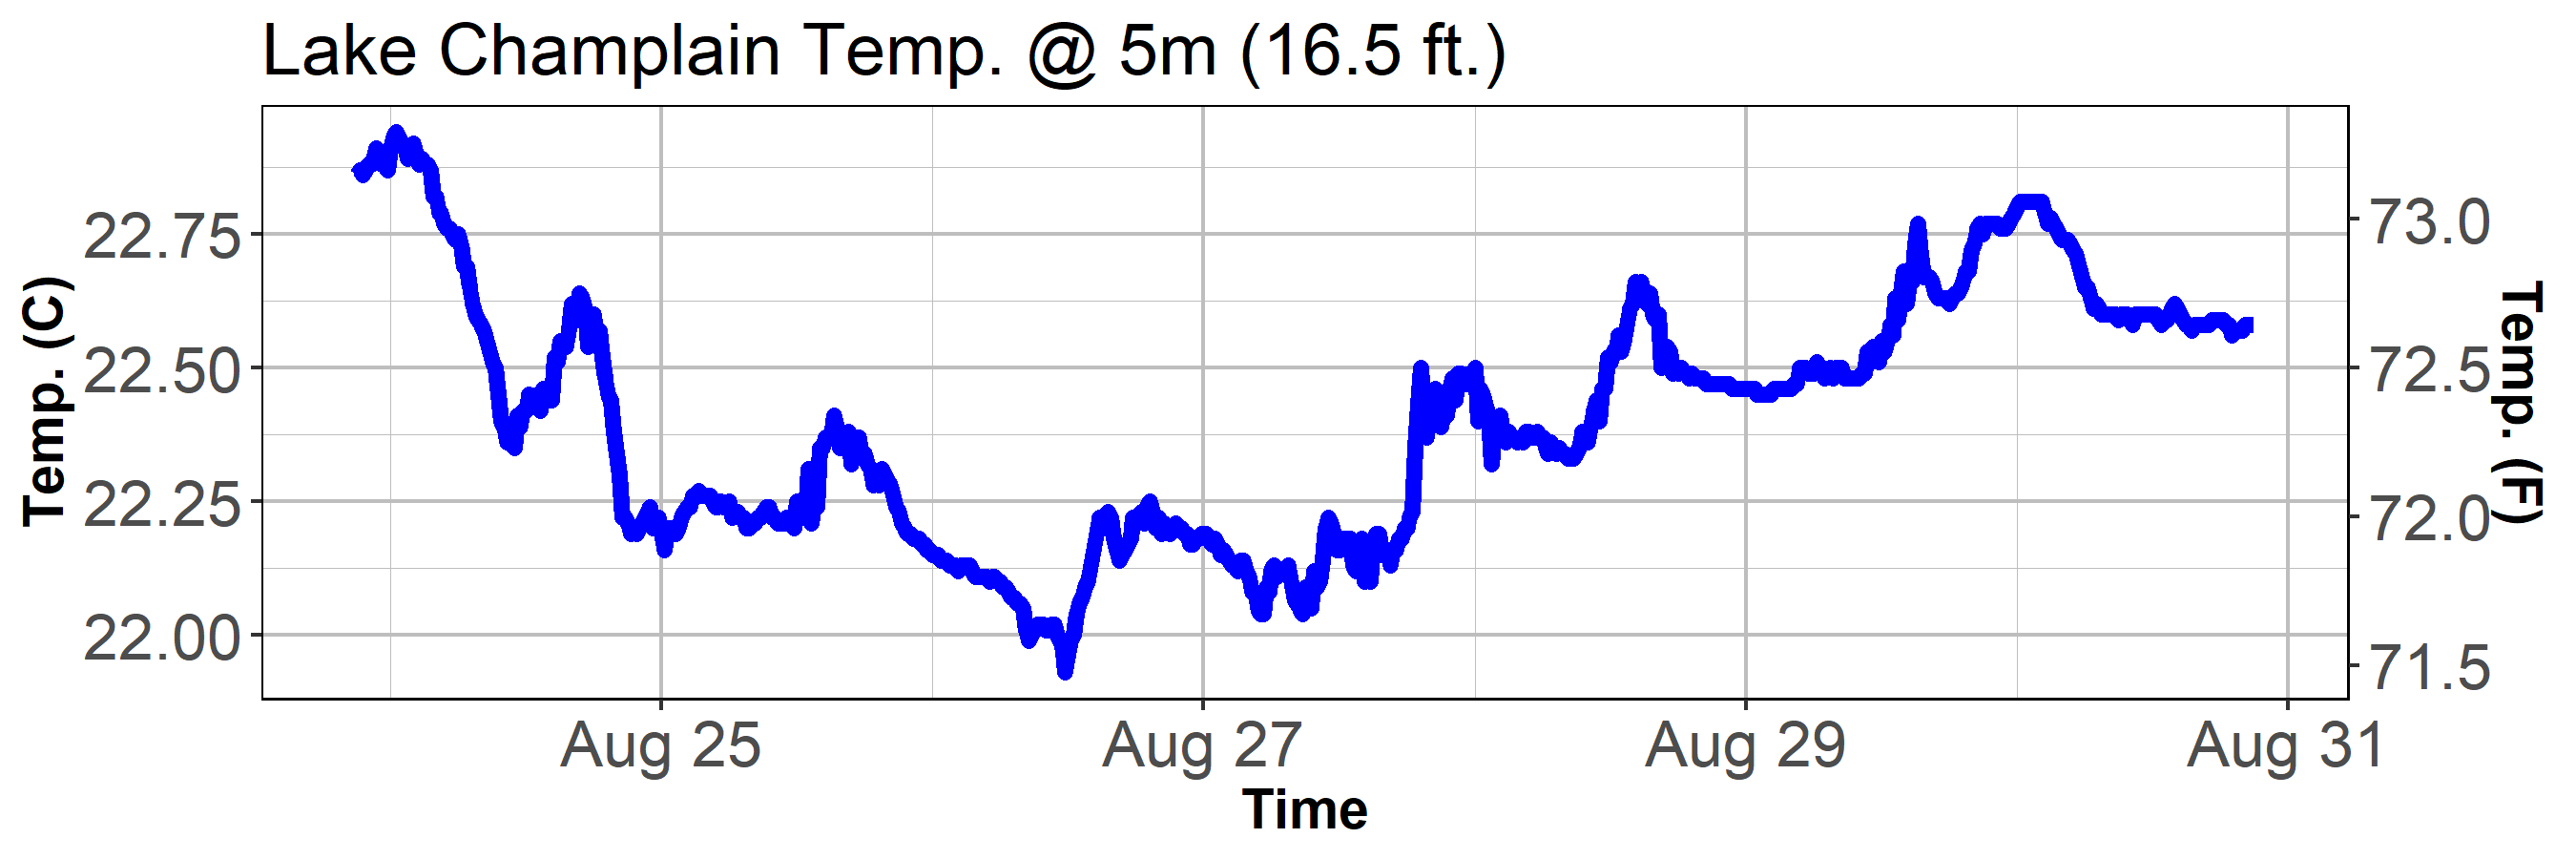 Lake Champlain Temp. @ 5m (16.5 ft.)
Temp. (C)
22.75
22.50
22.25
22.00
73.0
72.5
72.0
71.5
Temp. (F)
Aug 25
Aug 27
Aug 29
Aug 31
Time